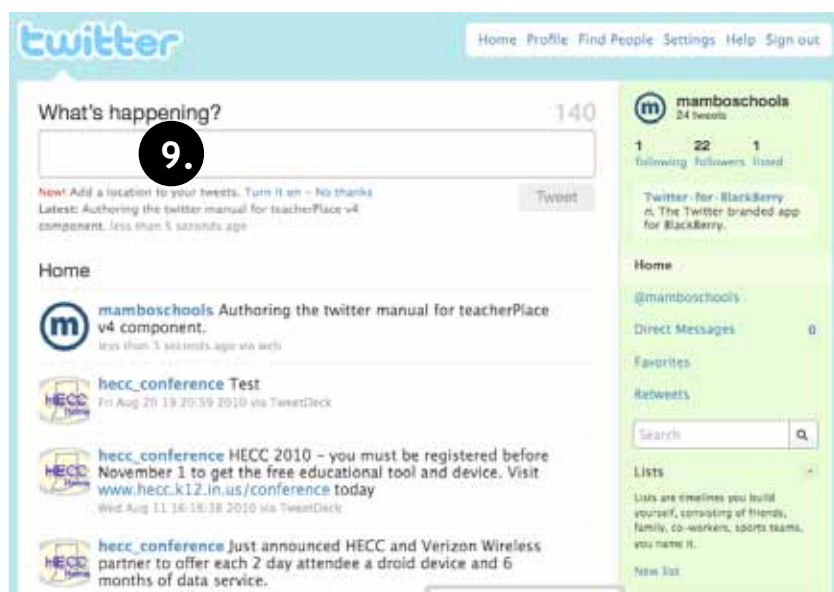 twitter
Home Profile Find People Settings Help Sign out
What's happening?
140
9.
New! Add a location to your tweets. Turn it on – No thanks
Latest: Authoring the twitter manual for teacherPlace v4
component. less than 5 seconds ago
Tweet
Home
mamboschools Authoring the twitter manual for teacherPlace
v4 component.
less than 5 seconds ago via web
m
hecc_conference Test
Fri Aug 20 19:20:59 2010 via TweetDeck
HECC
hecc_conference HECC 2010 – you must be registered before
November 1 to get the free educational tool and device. Visit
www.hecc.k12.in.us/conference today
Wed Aug 11 16:18:38 2010 via TweetDeck
HECC
hecc_conference Just announced HECC and Verizon Wireless
partner to offer each 2 day attendee a droid device and 6
months of data service.
HECC
m
mamboschools
24 tweets
1 22 1
following followers listed
Twitter-for-BlackBerry
n. The Twitter branded app
for BlackBerry.
Home
@mamboschools
Direct Messages 0
Favorites
Retweets
Search
Lists
Lists are timelines you build
yourself, consisting of friends,
family, co-workers, sports teams,
you name it.
New list